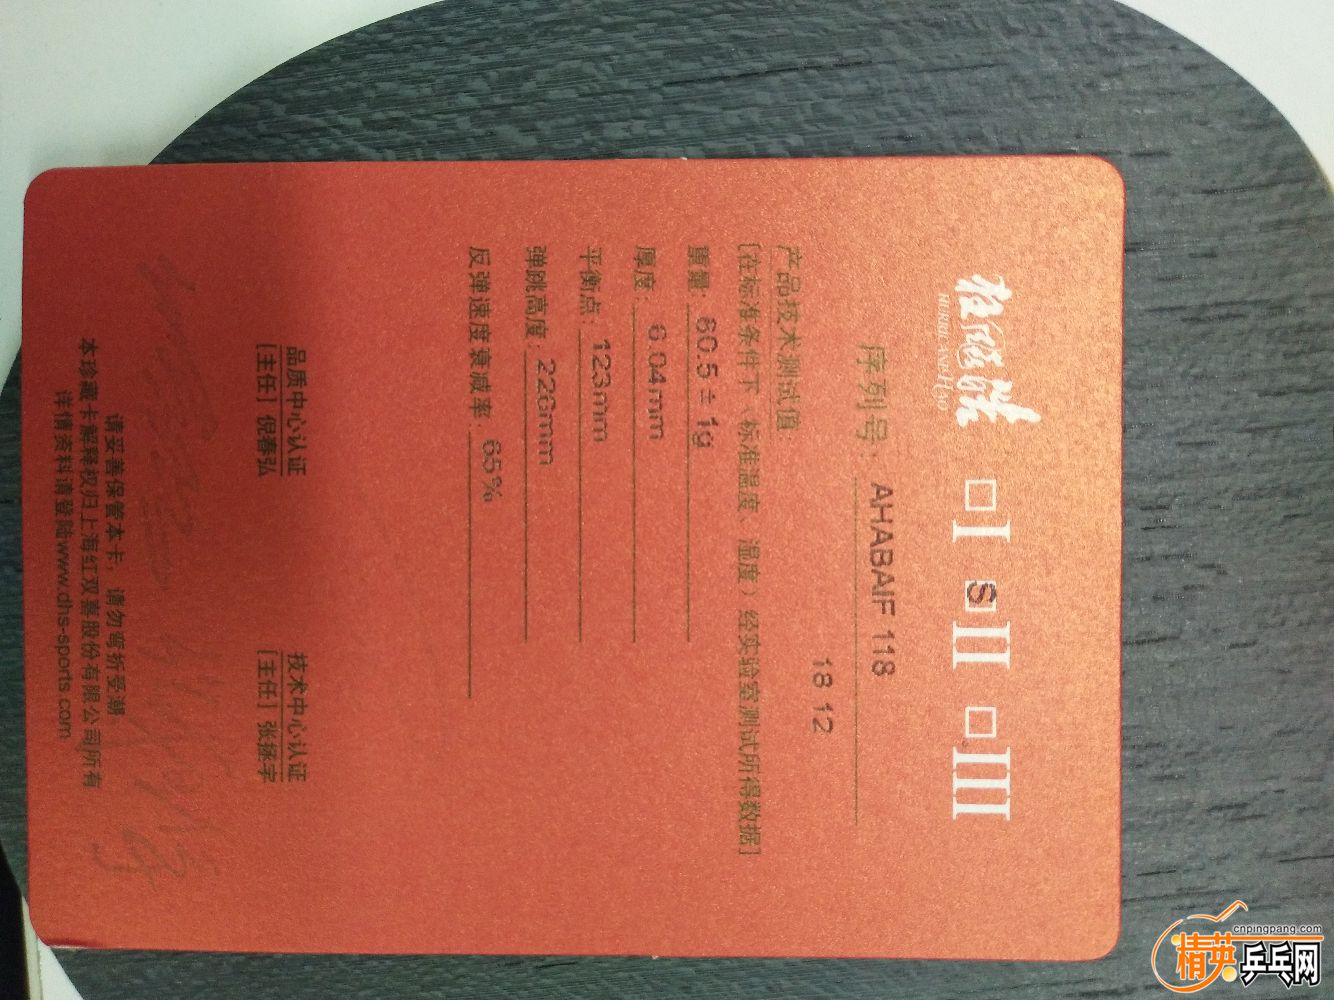 狂飚浩
HURRICANE HAO
□I S□II □III
序列号: AHABAIF 118
18 12
产品技术测试值:
[在标准条件下（标准温度、湿度）经实验室测试所得数据]
重量: 80.5 ± 1g
厚度: 6.04mm
平衡点: 123mm
弹跳高度: 226mm
反弹速度衰减率: 65%
品质中心认证 技术中心认证
[主任] 倪春弘 [主任] 张拯宇
请妥善保管本卡，请勿弯折受潮
本珍藏卡解释权归上海红双喜股份有限公司所有
详情资料请登陆www.dhs-sports.com
cnpingpang.com
精英乒乓网